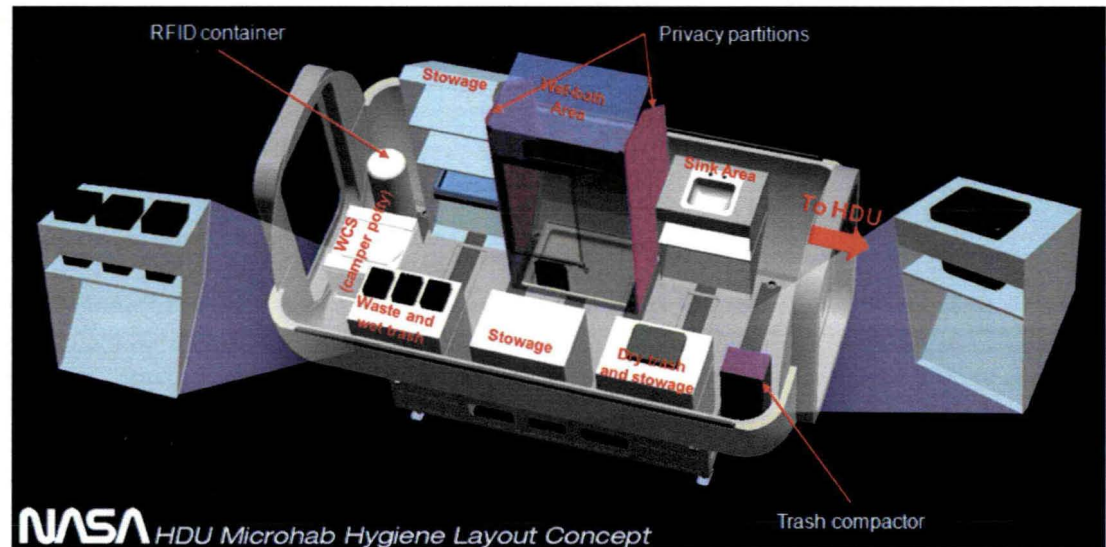 RFID container
Privacy partitions
Stowage
Wet bath
Area
Sink Area
To HDU
WCS
(camper potty)
Waste and
wet trash
Stowage
Dry trash
and stowage
Trash compactor
NASA HDU Microhab Hygiene Layout Concept